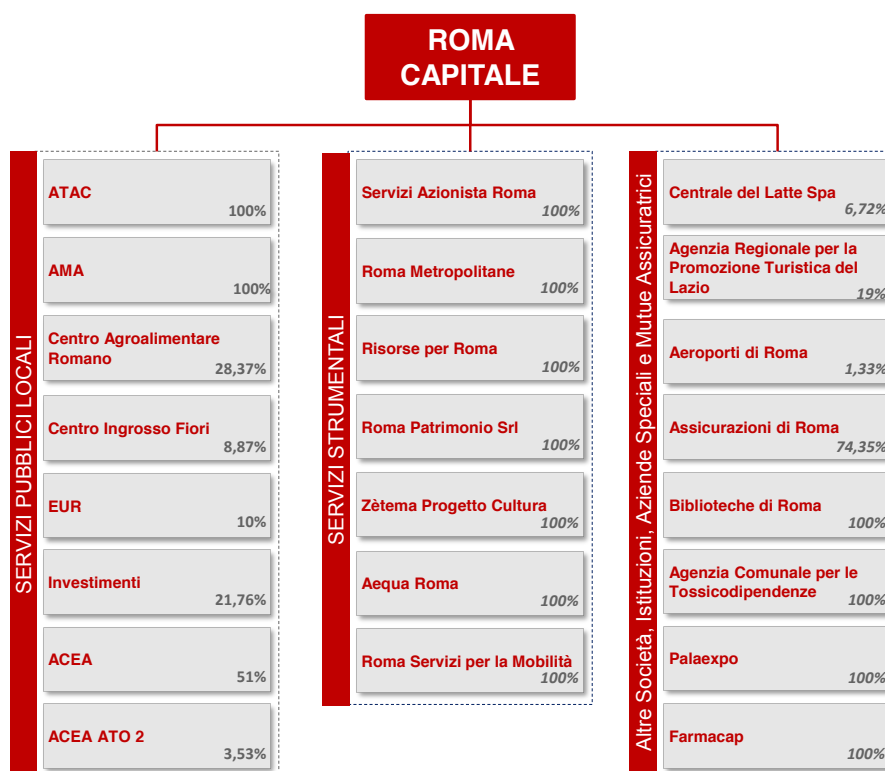 ROMA
CAPITALE
SERVIZI PUBBLICI LOCALI
ATAC
100%
AMA
100%
Centro Agroalimentare
Romano
28,37%
Centro Ingrosso Fiori
8,87%
EUR
10%
Investimenti
21,76%
ACEA
51%
ACEA ATO 2
3,53%
SERVIZI STRUMENTALI
Servizi Azionista Roma
100%
Roma Metropolitane
100%
Risorse per Roma
100%
Roma Patrimonio Srl
100%
Zètema Progetto Cultura
100%
Aequa Roma
100%
Roma Servizi per la Mobilità
100%
Altre Società, Istituzioni, Aziende Speciali e Mutue Assicuratrici
Centrale del Latte Spa
6,72%
Agenzia Regionale per la
Promozione Turistica del
Lazio
19%
Aeroporti di Roma
1,33%
Assicurazioni di Roma
74,35%
Biblioteche di Roma
100%
Agenzia Comunale per le
Tossicodipendenze
100%
Palaexpo
100%
Farmacap
100%